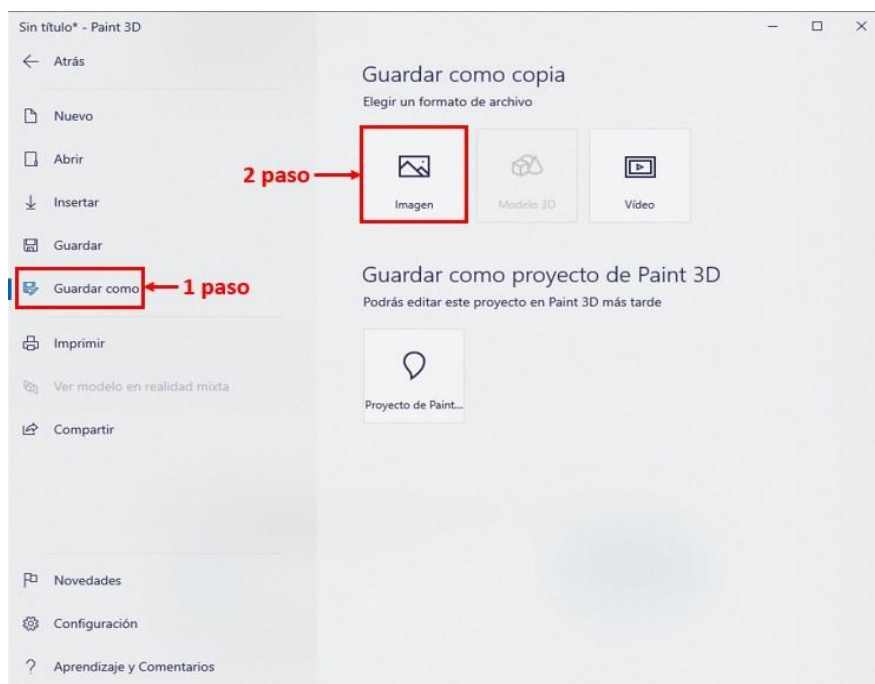 Sin título* - Paint 3D
Atrás
Nuevo
Abrir
Insertar
Guardar
Guardar como
1 paso
Imprimir
Ver modelo en realidad mixta
Compartir
Novedades
Configuración
Aprendizaje y Comentarios
Guardar como copia
Elegir un formato de archivo
2 paso
Imagen
Modelo 3D
Vídeo
Guardar como proyecto de Paint 3D
Podrás editar este proyecto en Paint 3D más tarde
Proyecto de Paint...